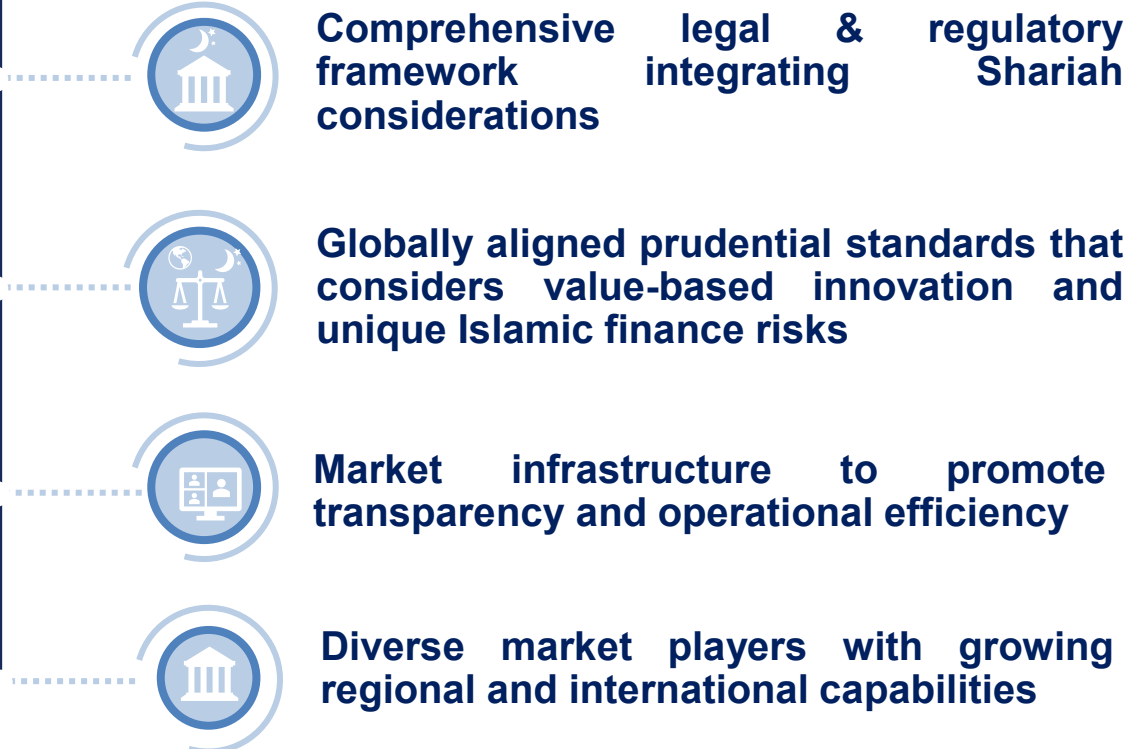 Comprehensive legal & regulatory
framework integrating Shariah
considerations
Globally aligned prudential standards that
considers value-based innovation and
unique Islamic finance risks
Market infrastructure to promote
transparency and operational efficiency
Diverse market players with growing
regional and international capabilities